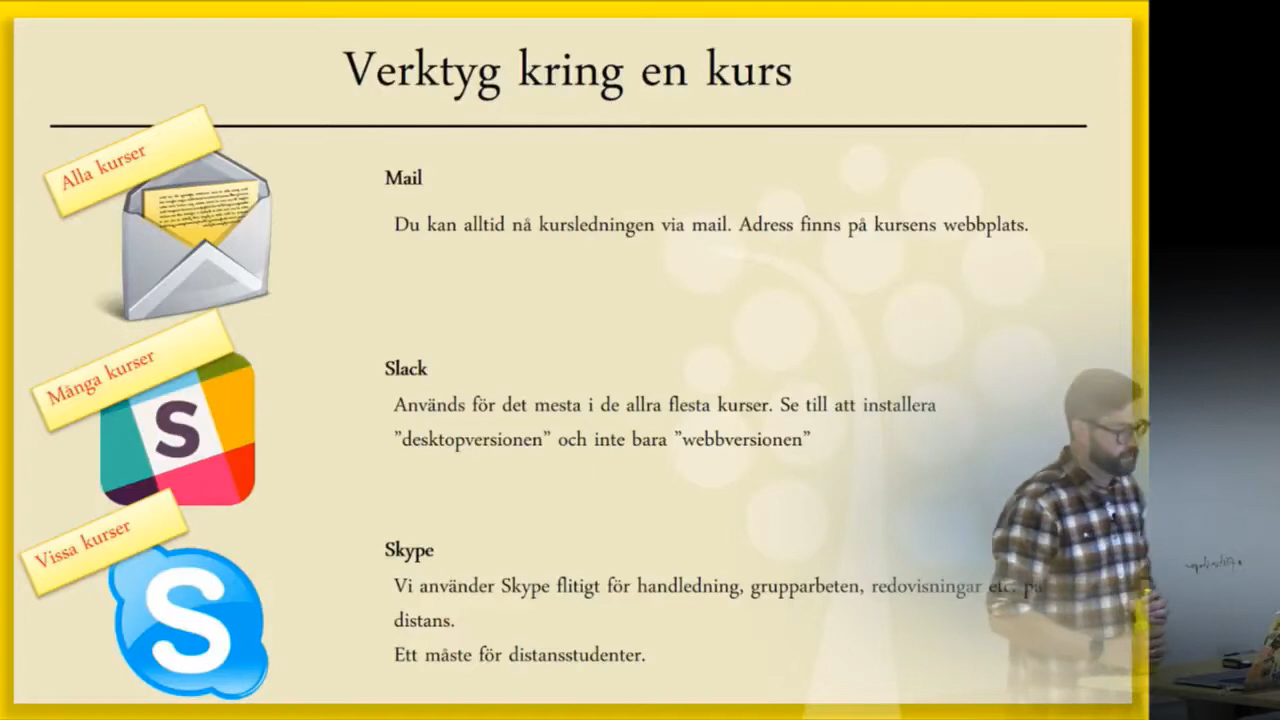 Verktyg kring en kurs
Alla kurser
Mail
Du kan alltid nå kursledningen via mail. Adress finns på kursens webbplats.
Många kurser
Slack
Används för det mesta i de allra flesta kurser. Se till att installera
”desktopversionen” och inte bara ”webbversionen”
S
Vissa kurser
Skype
Vi använder Skype flitigt för handledning, grupparbeten, redovisningar etc. på
distans.
Ett måste för distansstudenter.
S